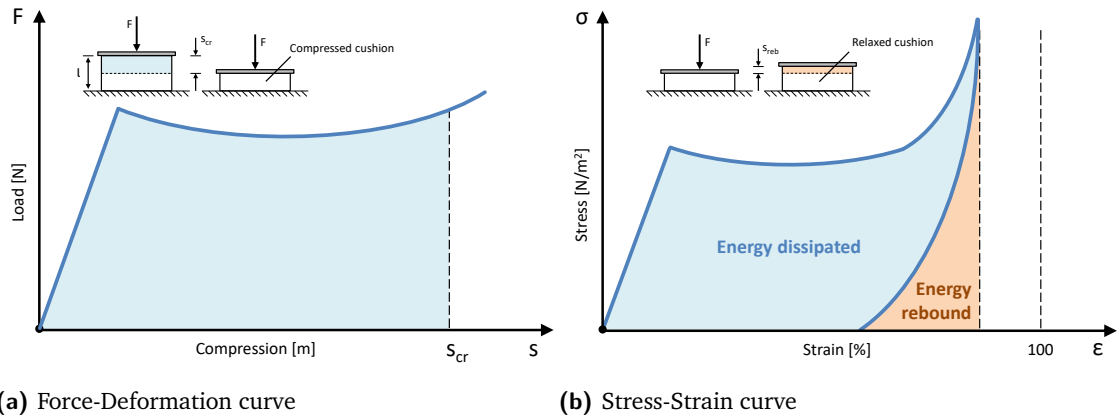 F
F
s_cr
F
Compressed cushion
l
Load [N]
Compression [m]
s_cr
s
(a) Force-Deformation curve
σ
F
s_reb
Relaxed cushion
Stress [N/m²]
Energy dissipated
Energy
rebound
Strain [%]
100
ε
(b) Stress-Strain curve